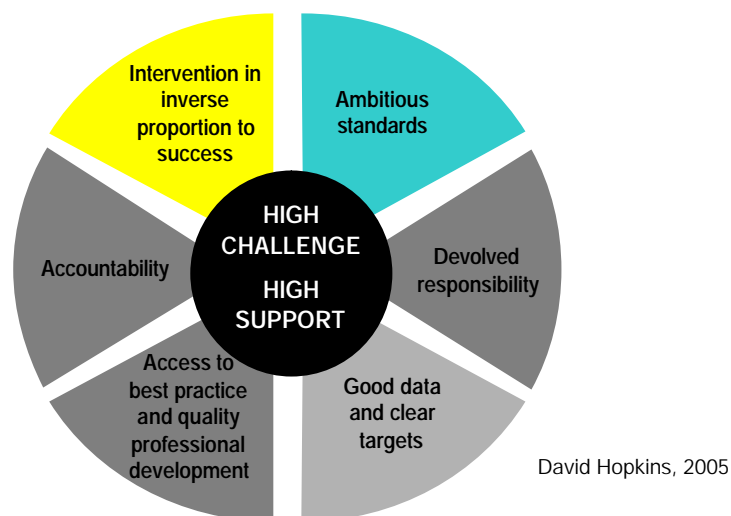 Intervention in
inverse
proportion to
success
Ambitious
standards
HIGH
CHALLENGE
HIGH
SUPPORT
Accountability
Devolved
responsibility
Access to
best practice
and quality
professional
development
Good data
and clear
targets
David Hopkins, 2005